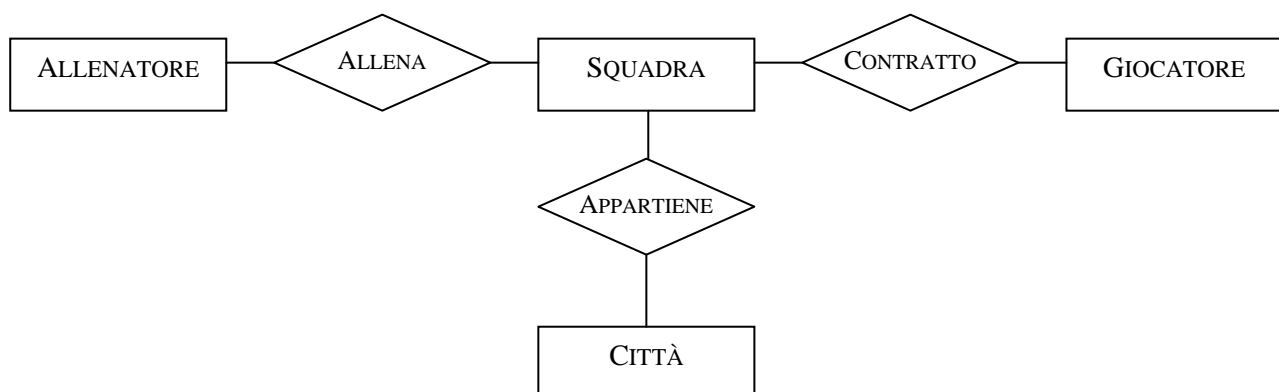 ALLENATORE ALLENA SQUADRA CONTRATTO GIOCATORE
APPARTIENE
CITTÀ